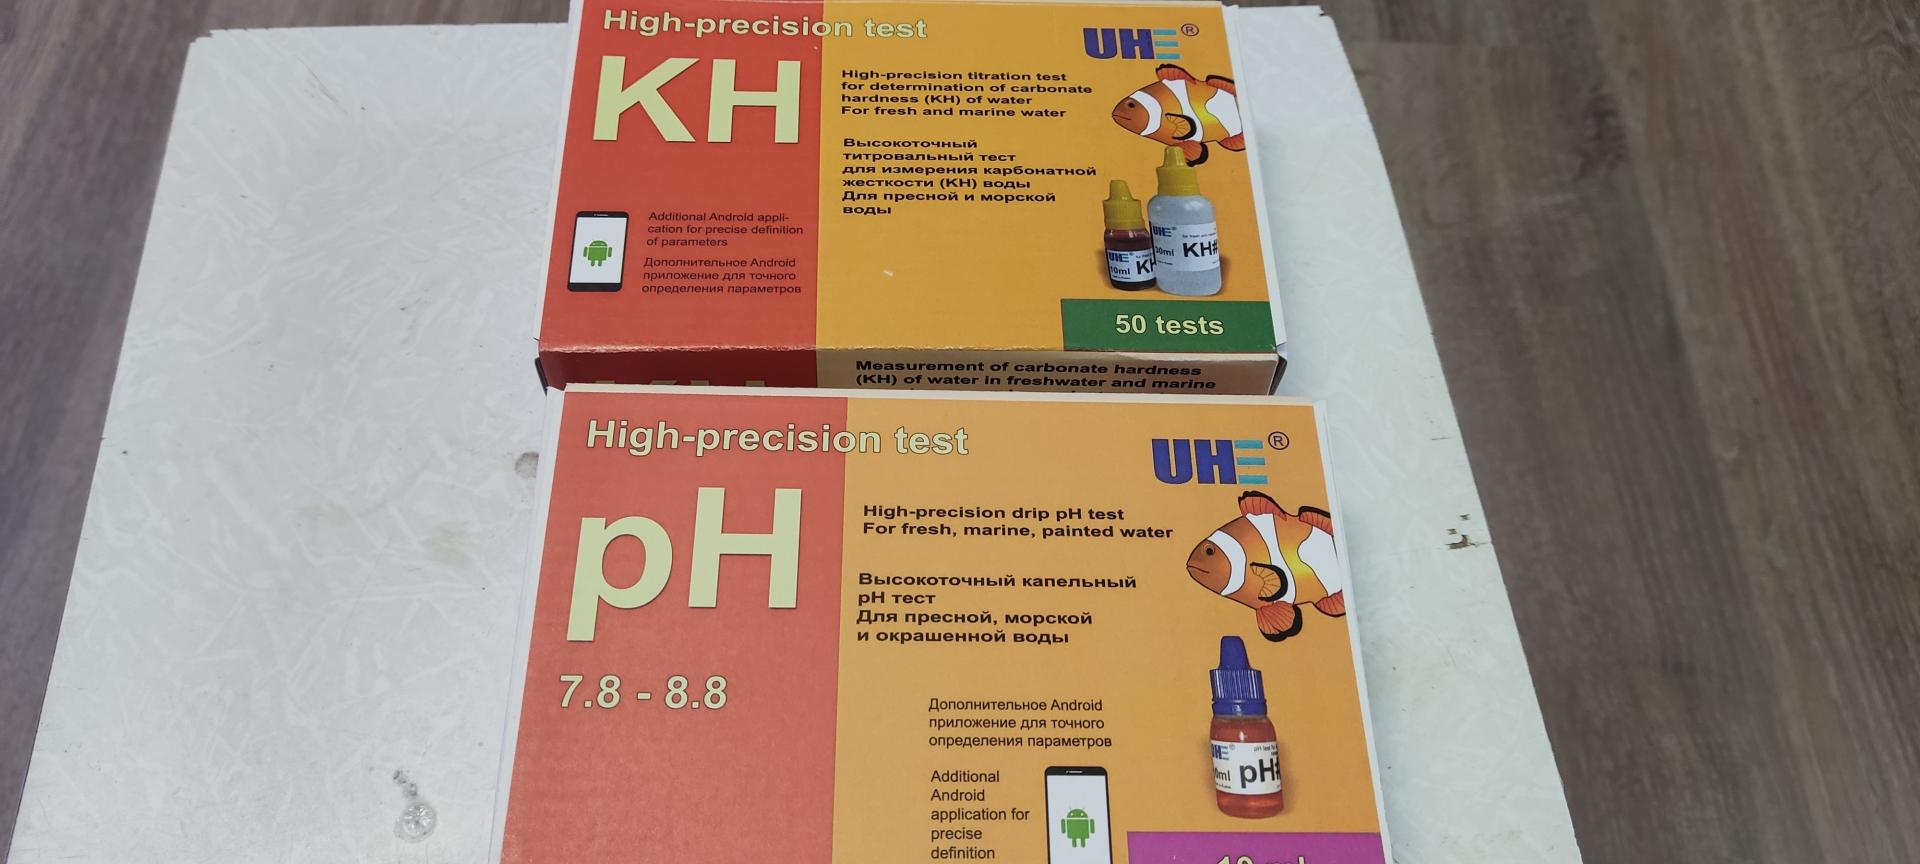 High-precision test
UHE®
KH
High-precision titration test
for determination of carbonate
hardness (KH) of water
For fresh and marine water
Высокоточный
титровальный тест
для измерения карбонатной
жесткости (KH) воды
Для пресной и морской
воды
Additional Android appli-
cation for precise definition
of parameters
Дополнительное Android
приложение для точного
определения параметров
UHE
10ml
KH
UHE®
30ml
KH#
50 tests
Measurement of carbonate hardness
(KH) of water in freshwater and marine
High-precision test
UHE®
pH
7.8 - 8.8
High-precision drip pH test
For fresh, marine, painted water
Высокоточный капельный
pH тест
Для пресной, морской
и окрашенной воды
Дополнительное Android
приложение для точного
определения параметров
Additional
Android
application for
precise
definition
pH#